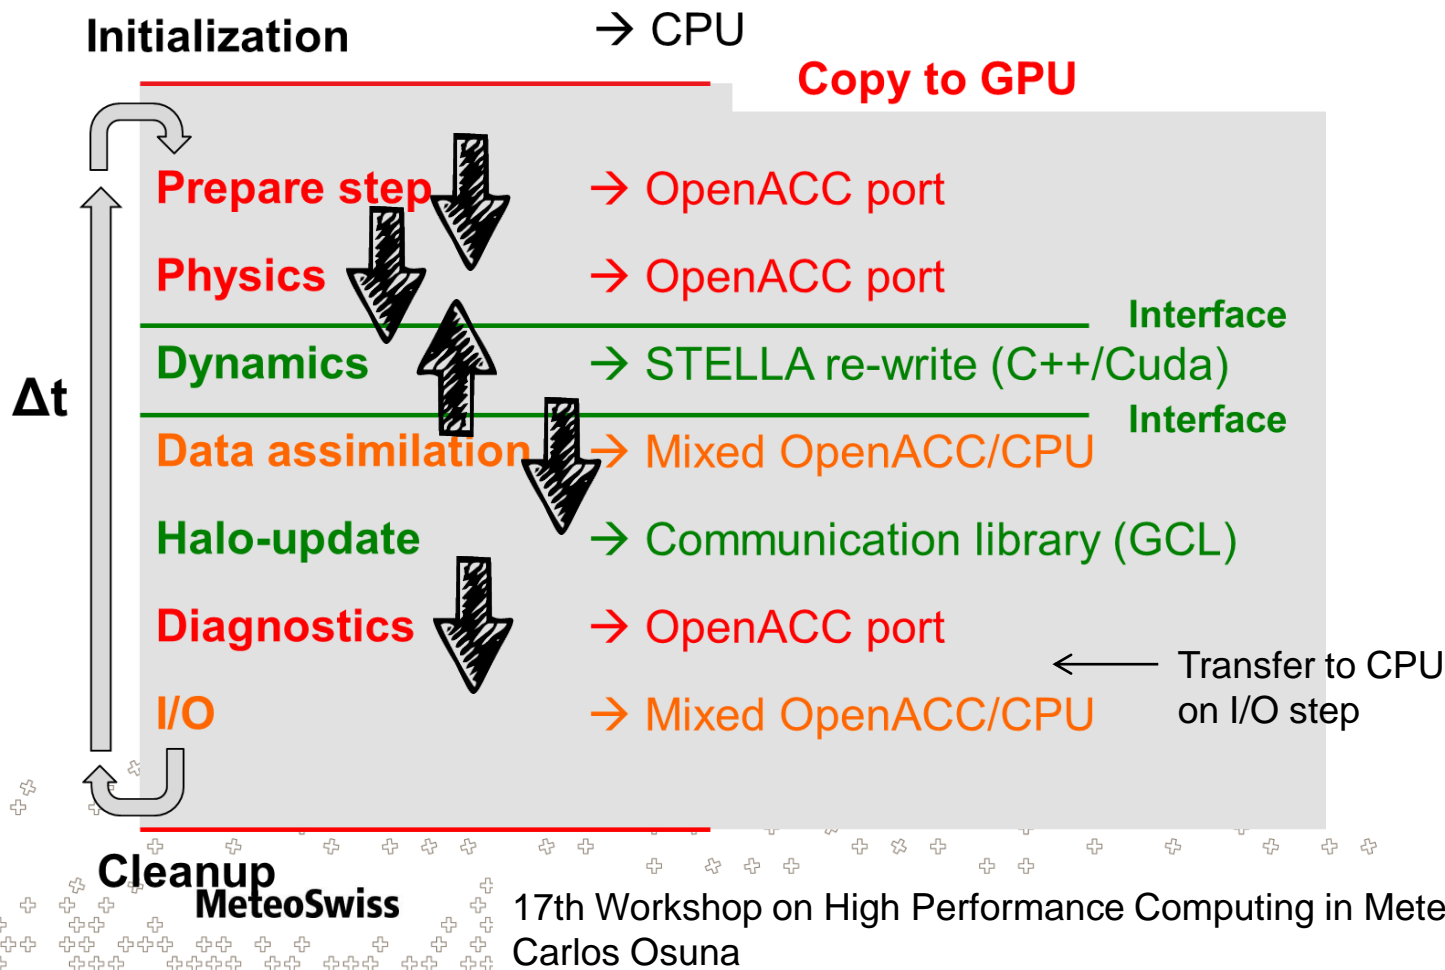 Initialization → CPU
Copy to GPU
Prepare step → OpenACC port
Physics → OpenACC port
Interface
Dynamics → STELLA re-write (C++/Cuda)
Δt
Interface
Data assimilation → Mixed OpenACC/CPU
Halo-update → Communication library (GCL)
Diagnostics → OpenACC port
Transfer to CPU
on I/O step
I/O → Mixed OpenACC/CPU
Cleanup
MeteoSwiss
17th Workshop on High Performance Computing in Mete
Carlos Osuna